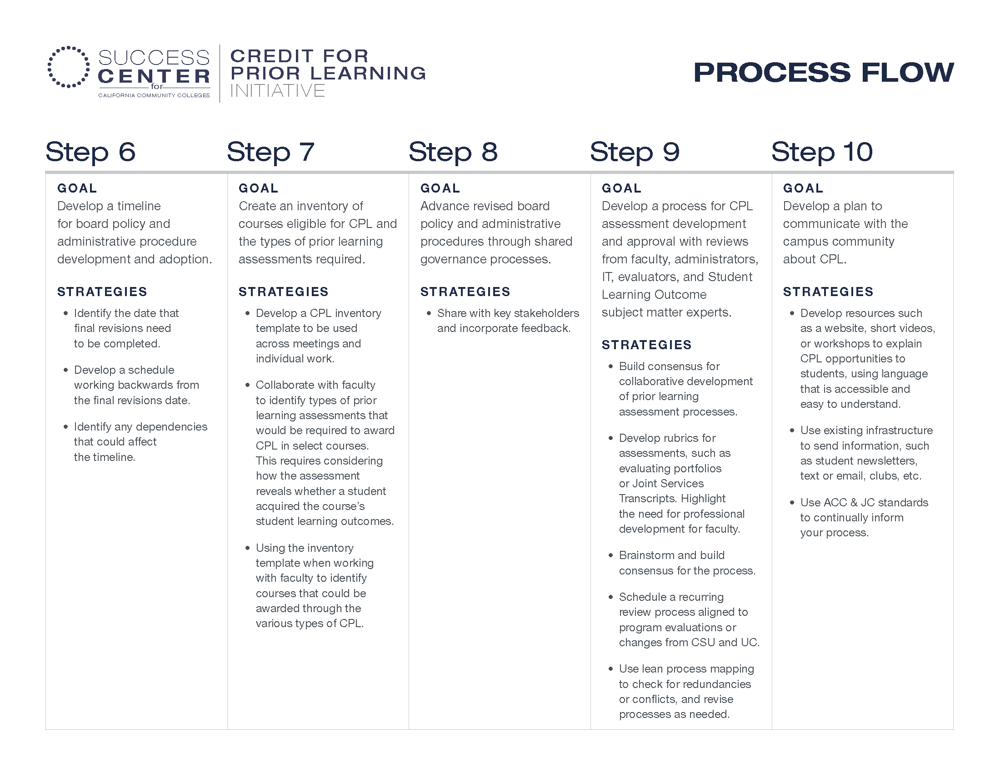 SUCCESS
CENTER
for
CALIFORNIA COMMUNITY COLLEGES
CREDIT FOR
PRIOR LEARNING
INITIATIVE
PROCESS FLOW
Step 6
GOAL
Develop a timeline
for board policy and
administrative procedure
development and adoption.
STRATEGIES
• Identify the date that
final revisions need
to be completed.
• Develop a schedule
working backwards from
the final revisions date.
• Identify any dependencies
that could affect
the timeline.
Step 7
GOAL
Create an inventory of
courses eligible for CPL and
the types of prior learning
assessments required.
STRATEGIES
• Develop a CPL inventory
template to be used
across meetings and
individual work.
• Collaborate with faculty
to identify types of prior
learning assessments that
would be required to award
CPL in select courses.
This requires considering
how the assessment
reveals whether a student
acquired the course’s
student learning outcomes.
• Using the inventory
template when working
with faculty to identify
courses that could be
awarded through the
various types of CPL.
Step 8
GOAL
Advance revised board
policy and administrative
procedures through shared
governance processes.
STRATEGIES
• Share with key stakeholders
and incorporate feedback.
Step 9
GOAL
Develop a process for CPL
assessment development
and approval with reviews
from faculty, administrators,
IT, evaluators, and Student
Learning Outcome
subject matter experts.
STRATEGIES
• Build consensus for
collaborative development
of prior learning
assessment processes.
• Develop rubrics for
assessments, such as
evaluating portfolios
or Joint Services
Transcripts. Highlight
the need for professional
development for faculty.
• Brainstorm and build
consensus for the process.
• Schedule a recurring
review process aligned to
program evaluations or
changes from CSU and UC.
• Use lean process mapping
to check for redundancies
or conflicts, and revise
processes as needed.
Step 10
GOAL
Develop a plan to
communicate with the
campus community
about CPL.
STRATEGIES
• Develop resources such
as a website, short videos,
or workshops to explain
CPL opportunities to
students, using language
that is accessible and
easy to understand.
• Use existing infrastructure
to send information, such
as student newsletters,
text or email, clubs, etc.
• Use ACC & JC standards
to continually inform
your process.